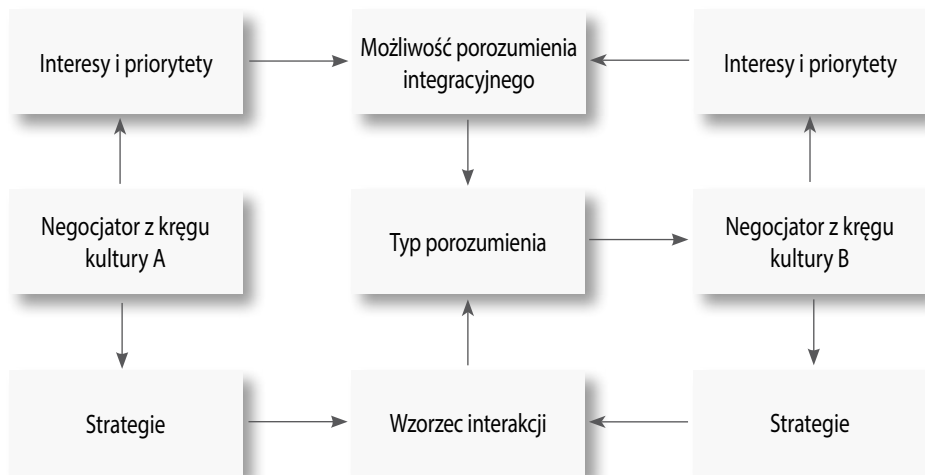 Interesy i priorytety
Możliwość porozumienia
integracyjnego
Interesy i priorytety
Negocjator z kręgu
kultury A
Typ porozumienia
Negocjator z kręgu
kultury B
Strategie
Wzorzec interakcji
Strategie